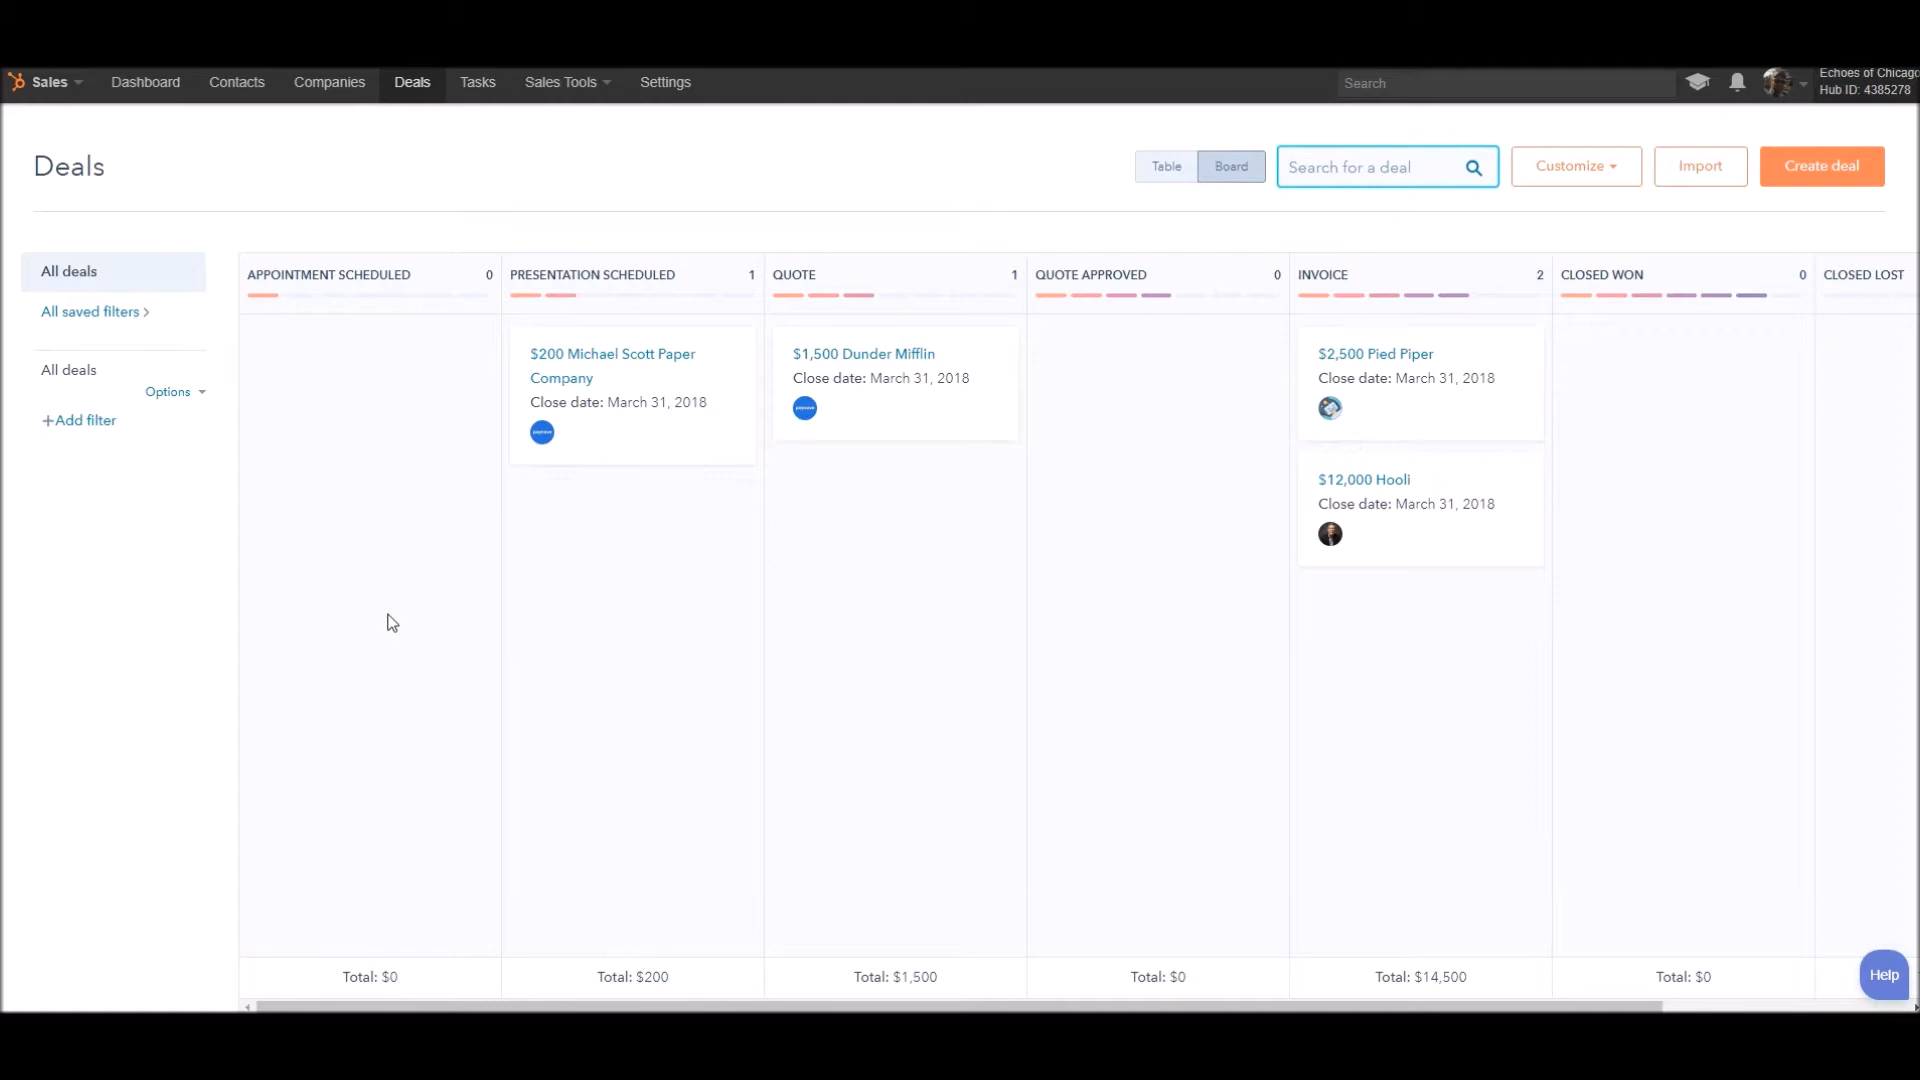 Sales
Dashboard
Contacts
Companies
Deals
Tasks
Sales Tools
Settings
Search
Echoes of Chicago
Hub ID: 4385278
Deals
Table
Board
Search for a deal
Customize
Import
Create deal
All deals
All saved filters
All deals
Options
+Add filter
APPOINTMENT SCHEDULED 0
PRESENTATION SCHEDULED 1
QUOTE 1
QUOTE APPROVED 0
INVOICE 2
CLOSED WON 0
CLOSED LOST
$200 Michael Scott Paper
Company
Close date: March 31, 2018
$1,500 Dunder Mifflin
Close date: March 31, 2018
$2,500 Pied Piper
Close date: March 31, 2018
$12,000 Hooli
Close date: March 31, 2018
Total: $0
Total: $200
Total: $1,500
Total: $0
Total: $14,500
Total: $0
Help